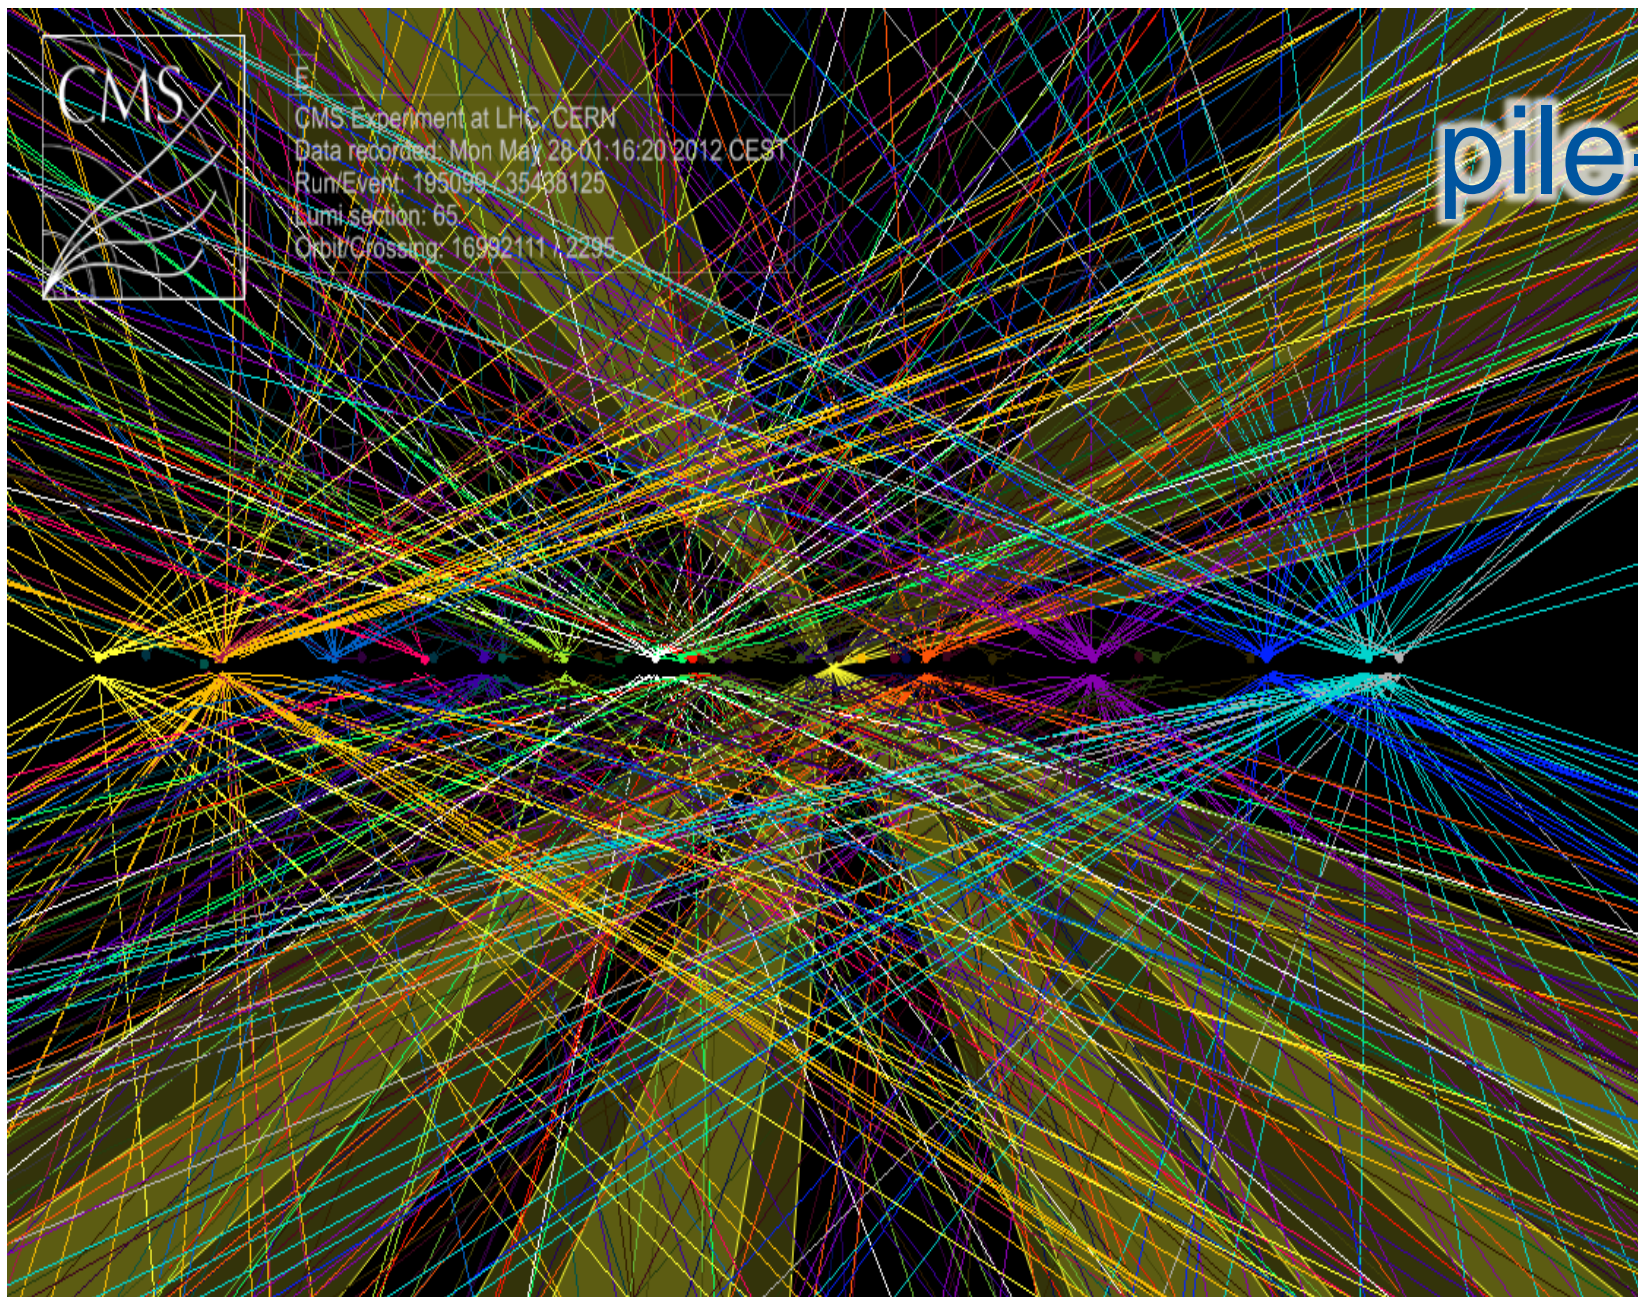 CMS
E
CMS Experiment at LHC, CERN
Data recorded: Mon May 28 01:16:20 2012 CEST
Run/Event: 195099 / 35438125
Lumi section: 65
Orbit/Crossing: 16992111 / 2295
pile-